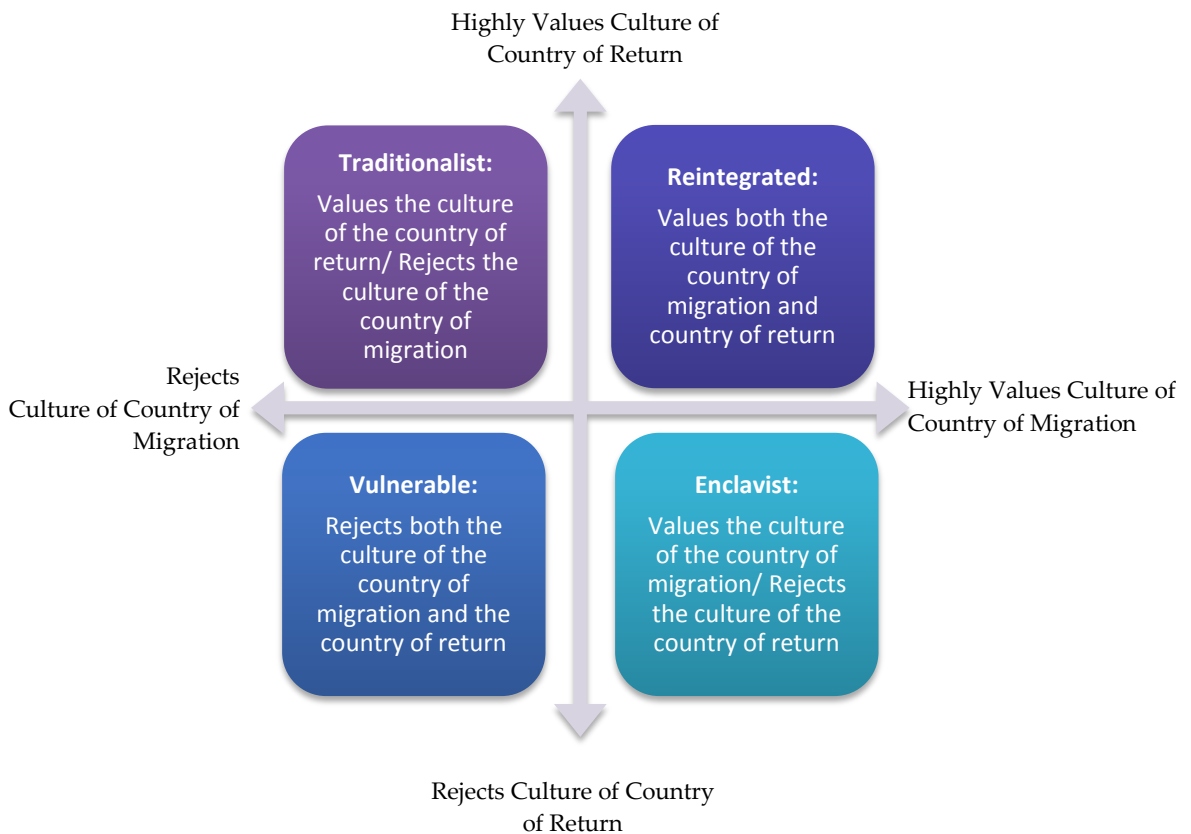 Highly Values Culture of
Country of Return
Traditionalist:
Values the culture
of the country of
return/ Rejects the
culture of the
country of
migration
Reintegrated:
Values both the
culture of the
country of
migration and
country of return
Rejects
Culture of Country of
Migration
Highly Values Culture of
Country of Migration
Vulnerable:
Rejects both the
culture of the
country of
migration and the
country of return
Enclavist:
Values the culture
of the country of
migration/ Rejects
the culture of the
country of return
Rejects Culture of Country
of Return